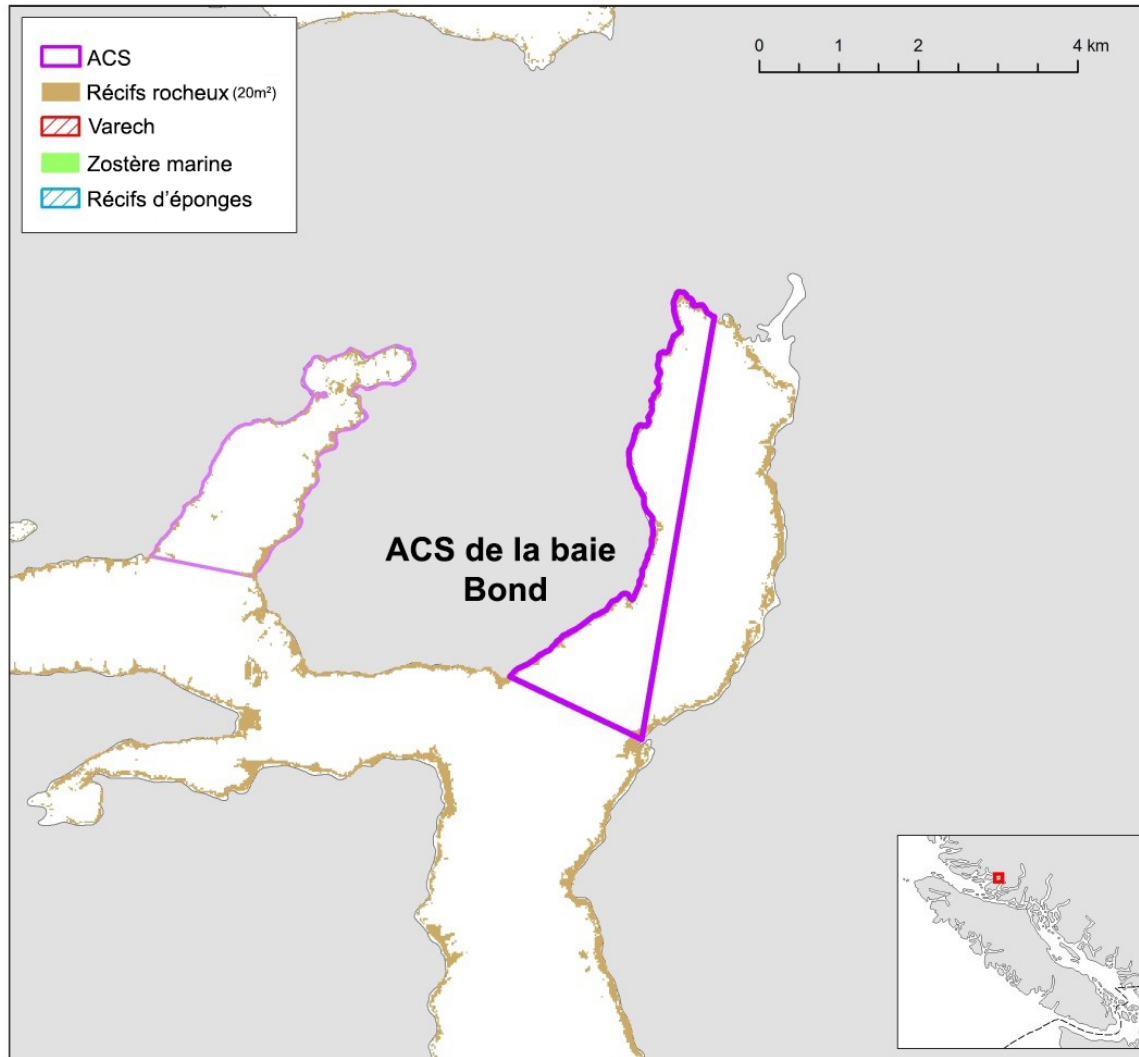 ACS
Récifs rocheux (20m²)
Varech
Zostère marine
Récifs d'éponges
0 1 2 4 km
ACS de la baie
Bond